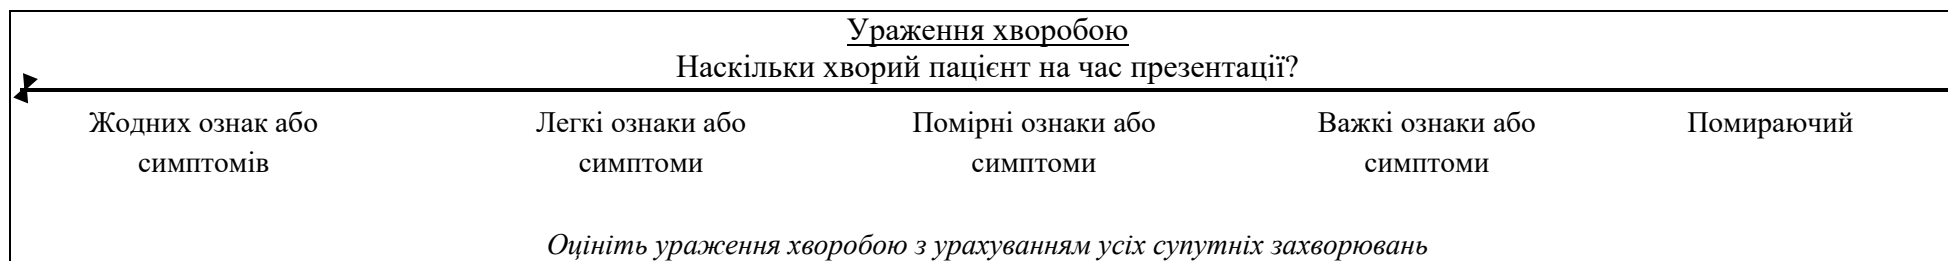 Ураження хворобою
Наскільки хворий пацієнт на час презентації?
Жодних ознак або симптомів
Легкі ознаки або симптоми
Помірні ознаки або симптоми
Важкі ознаки або симптоми
Помираючий
Оцініть ураження хворобою з урахуванням усіх супутніх захворювань